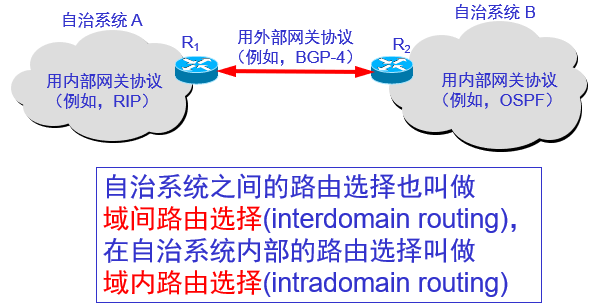 自治系统 A
自治系统 B
R1
用外部网关协议
（例如，BGP-4）
R2
用内部网关协议
（例如，RIP）
用内部网关协议
（例如，OSPF）
自治系统之间的路由选择也叫做
域间路由选择(interdomain routing)，
在自治系统内部的路由选择叫做
域内路由选择(intradomain routing)